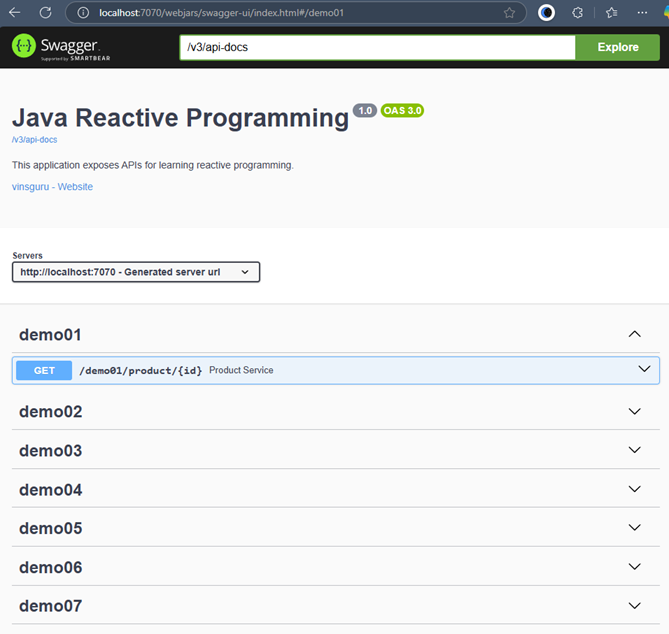 localhost:7070/webjars/swagger-ui/index.html#/demo01
Swagger.
Supported by SMARTBEAR
/v3/api-docs
Explore
Java Reactive Programming 1.0 OAS 3.0
/v3/api-docs
This application exposes APIs for learning reactive programming.
vinsguru - Website
Servers
http://localhost:7070 - Generated server url
demo01
GET /demo01/product/{id} Product Service
demo02
demo03
demo04
demo05
demo06
demo07